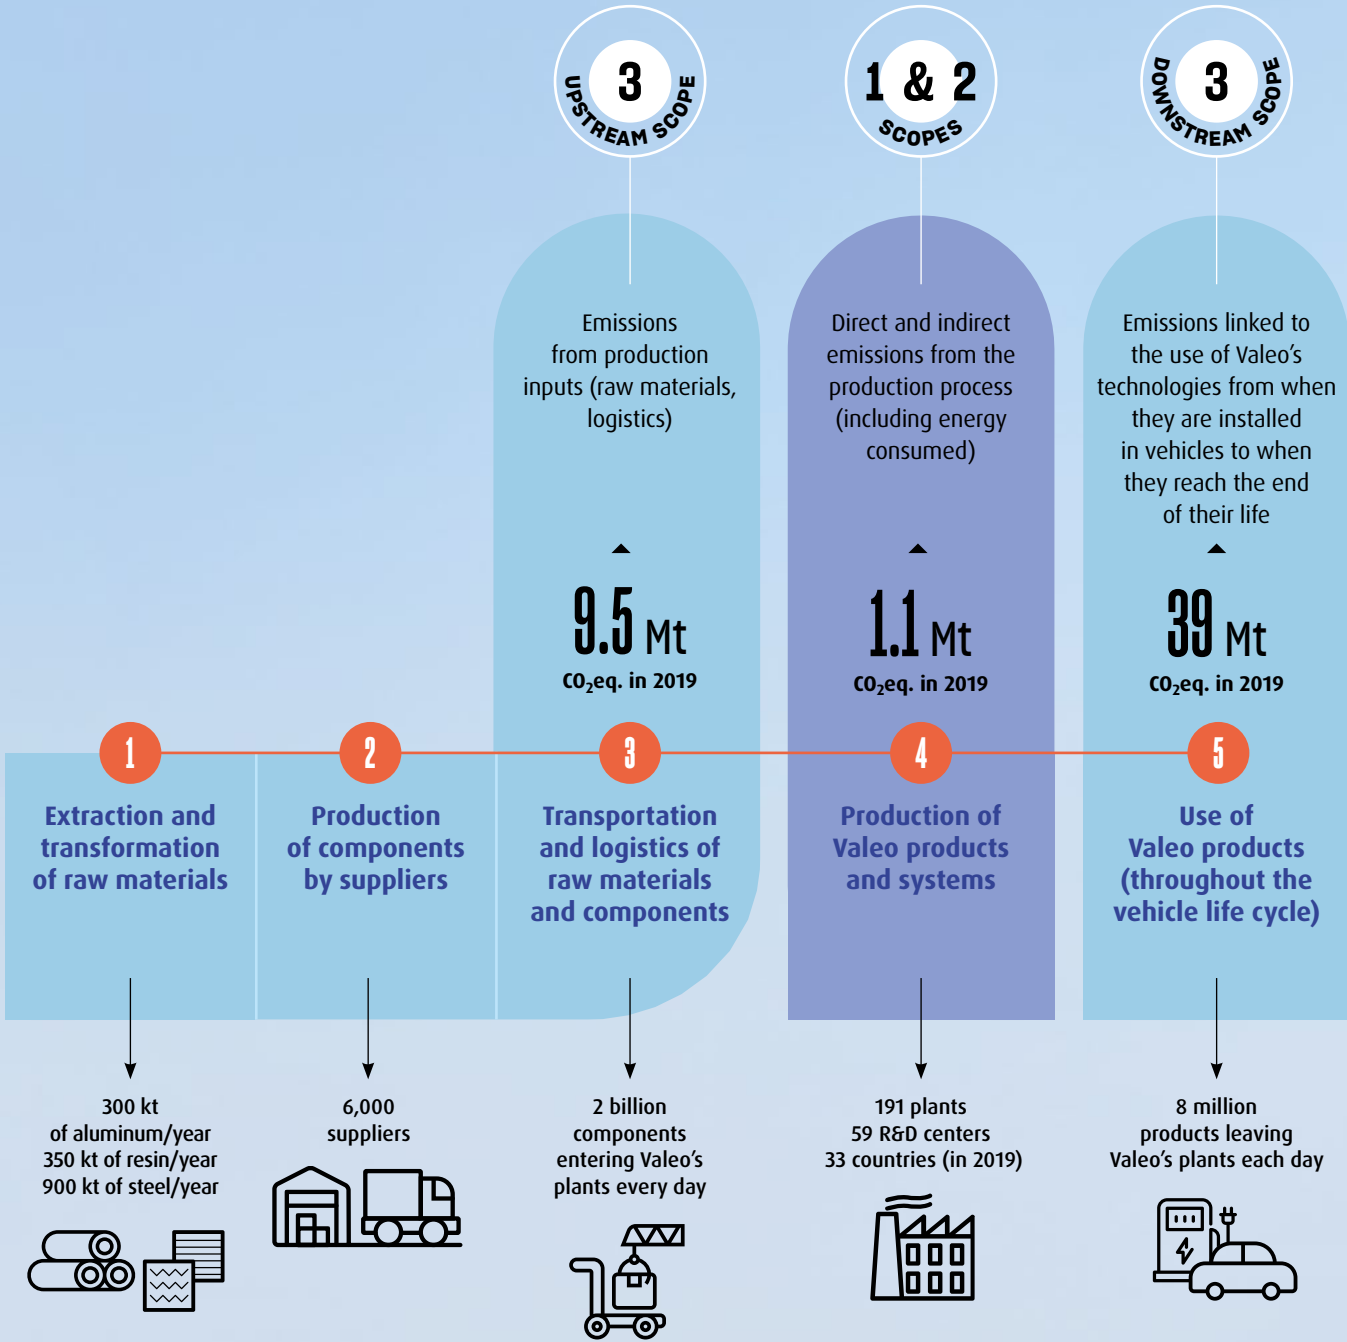 3
UPSTREAM SCOPE
1 & 2
SCOPES
3
DOWNSTREAM SCOPE
Emissions
from production
inputs (raw materials,
logistics)
9.5 Mt
CO₂eq. in 2019
Direct and indirect
emissions from the
production process
(including energy
consumed)
1.1 Mt
CO₂eq. in 2019
Emissions linked to
the use of Valeo’s
technologies from when
they are installed
in vehicles to when
they reach the end
of their life
39 Mt
CO₂eq. in 2019
1
Extraction and
transformation
of raw materials
300 kt
of aluminum/year
350 kt of resin/year
900 kt of steel/year
2
Production
of components
by suppliers
6,000
suppliers
3
Transportation
and logistics of
raw materials
and components
2 billion
components
entering Valeo’s
plants every day
4
Production of
Valeo products
and systems
191 plants
59 R&D centers
33 countries (in 2019)
5
Use of
Valeo products
(throughout the
vehicle life cycle)
8 million
products leaving
Valeo’s plants each day